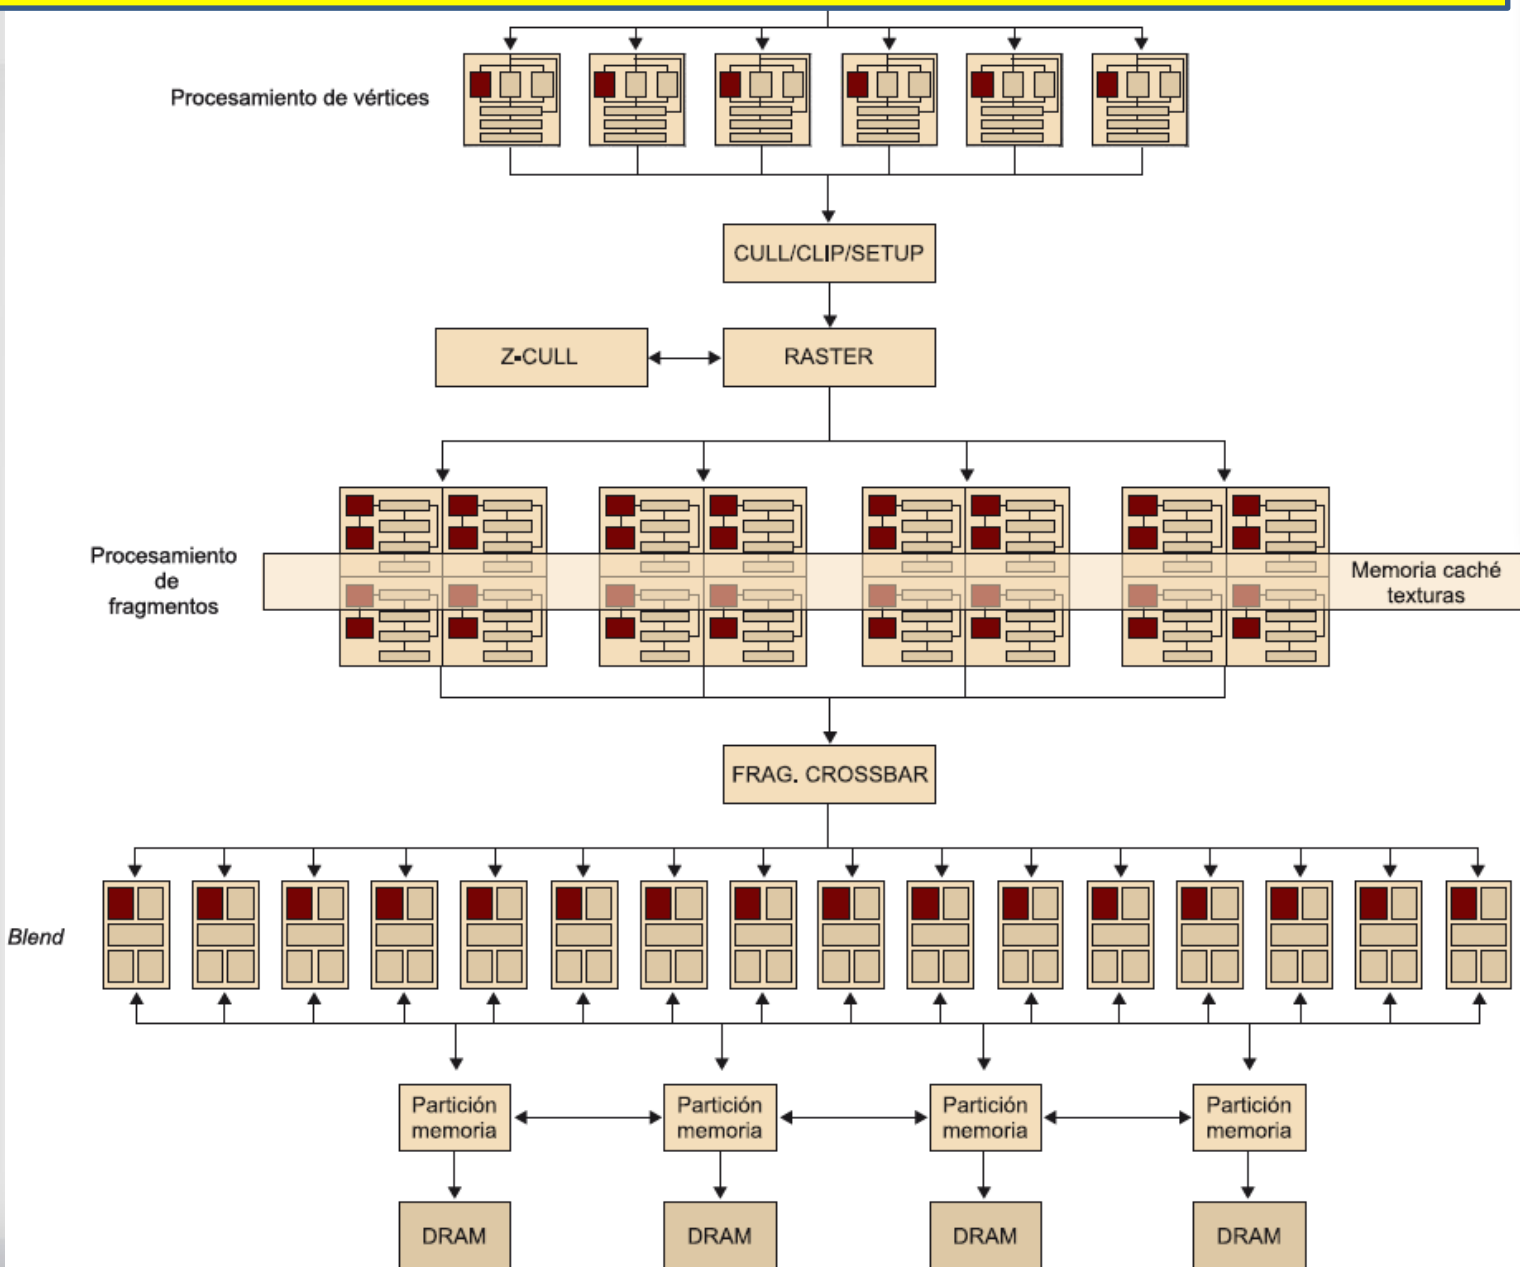 Procesamiento de vértices
CULL/CLIP/SETUP
Z-CULL
RASTER
Procesamiento
de
fragmentos
Memoria caché
texturas
FRAG. CROSSBAR
Blend
Partición
memoria
Partición
memoria
Partición
memoria
Partición
memoria
DRAM
DRAM
DRAM
DRAM